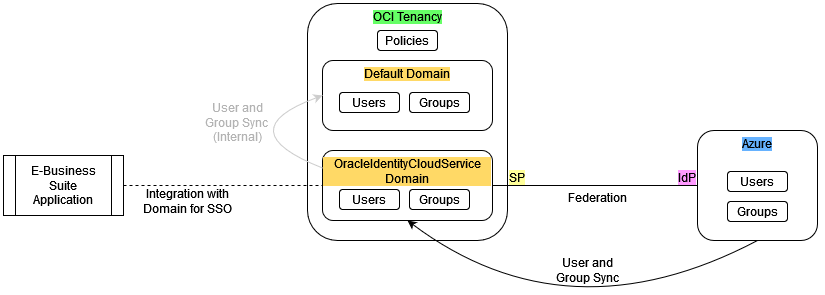 OCI Tenancy
Policies
Default Domain
Users
Groups
User and
Group Sync
(Internal)
OracleIdentityCloudService
Domain
Users
Groups
E-Business
Suite
Application
Integration with
Domain for SSO
SP
Federation
IdP
Azure
Users
Groups
User and
Group Sync